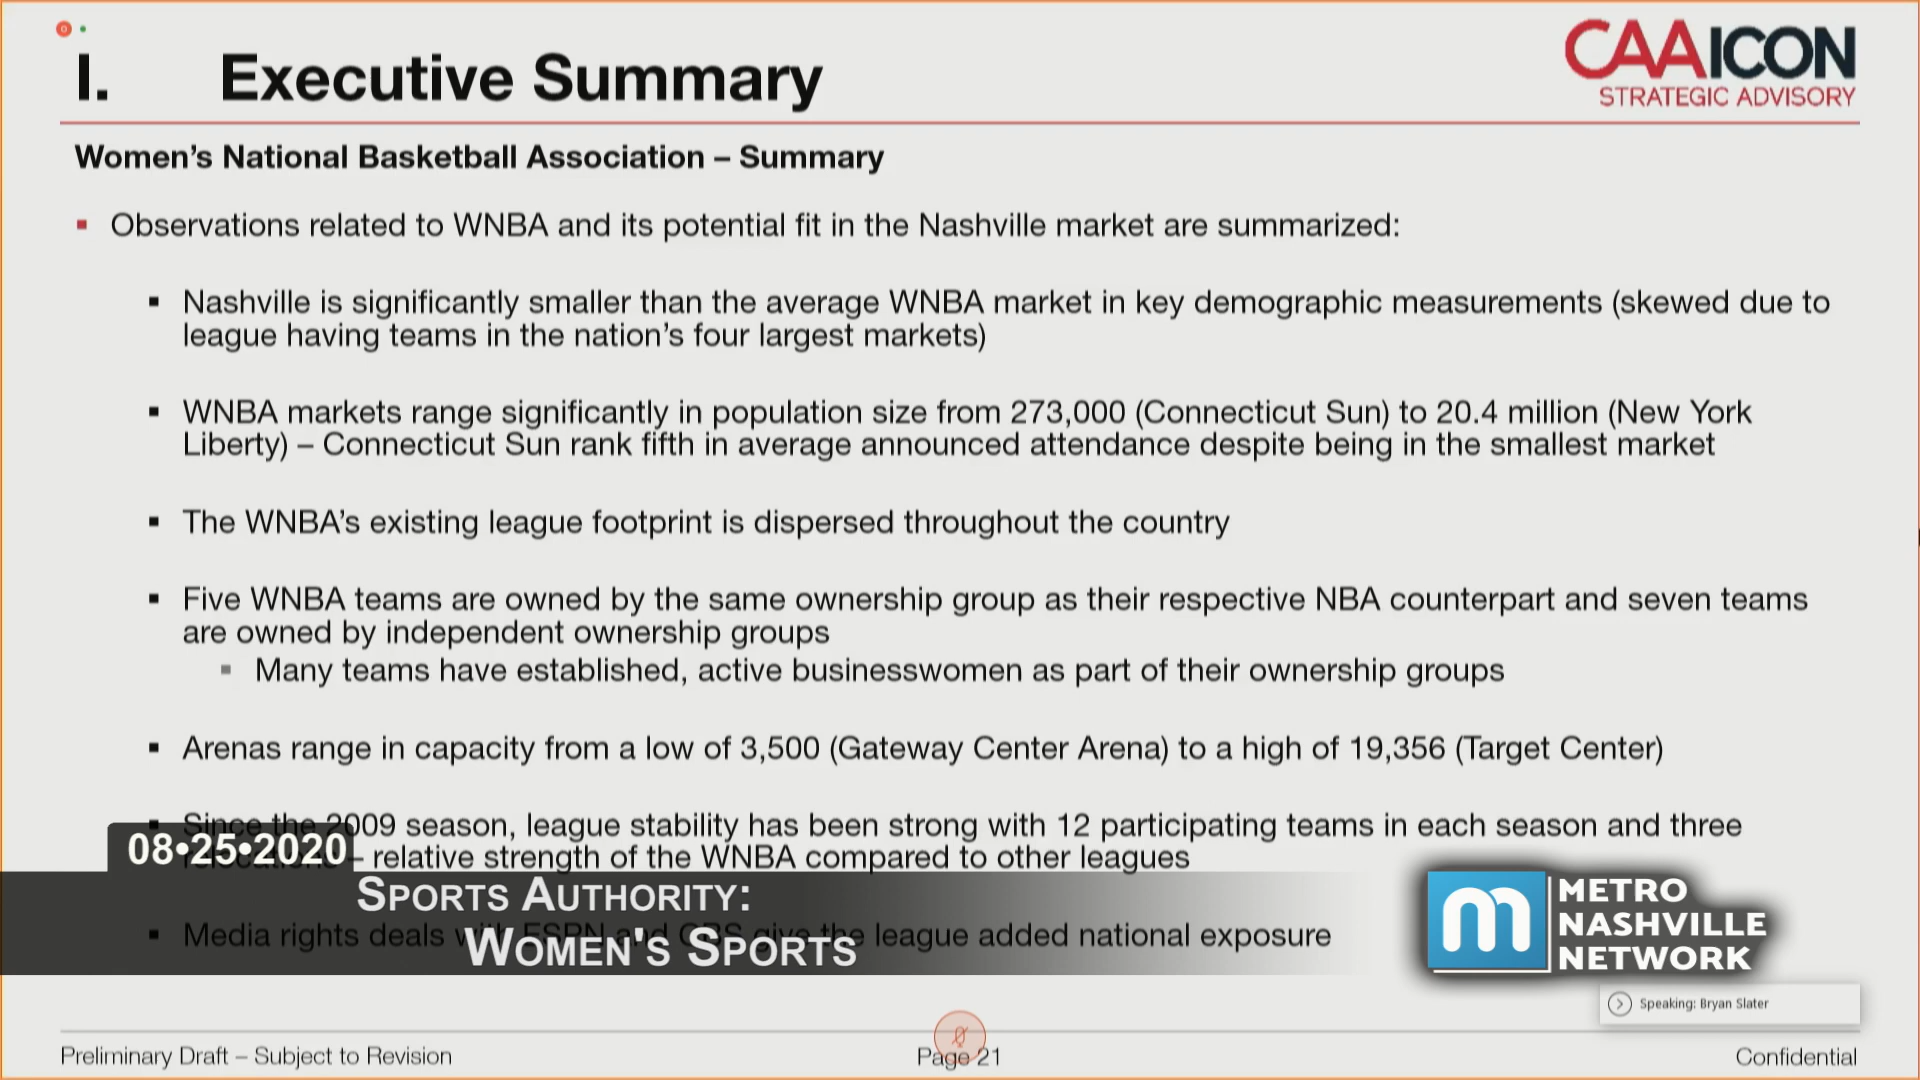 I. Executive Summary
CAAICON
STRATEGIC ADVISORY
Women's National Basketball Association – Summary
▪ Observations related to WNBA and its potential fit in the Nashville market are summarized:
▪ Nashville is significantly smaller than the average WNBA market in key demographic measurements (skewed due to
league having teams in the nation's four largest markets)
▪ WNBA markets range significantly in population size from 273,000 (Connecticut Sun) to 20.4 million (New York
Liberty) – Connecticut Sun rank fifth in average announced attendance despite being in the smallest market
▪ The WNBA's existing league footprint is dispersed throughout the country
▪ Five WNBA teams are owned by the same ownership group as their respective NBA counterpart and seven teams
are owned by independent ownership groups
▪ Many teams have established, active businesswomen as part of their ownership groups
▪ Arenas range in capacity from a low of 3,500 (Gateway Center Arena) to a high of 19,356 (Target Center)
▪ Since the 2009 season, league stability has been strong with 12 participating teams in each season and three
relocations – relative strength of the WNBA compared to other leagues
▪ Media rights deals with ESPN and CBS give the league added national exposure
08•25•2020
Sports Authority:
Women's Sports
m METRO
NASHVILLE
NETWORK
Speaking: Bryan Slater
Preliminary Draft – Subject to Revision
Page 21
Confidential